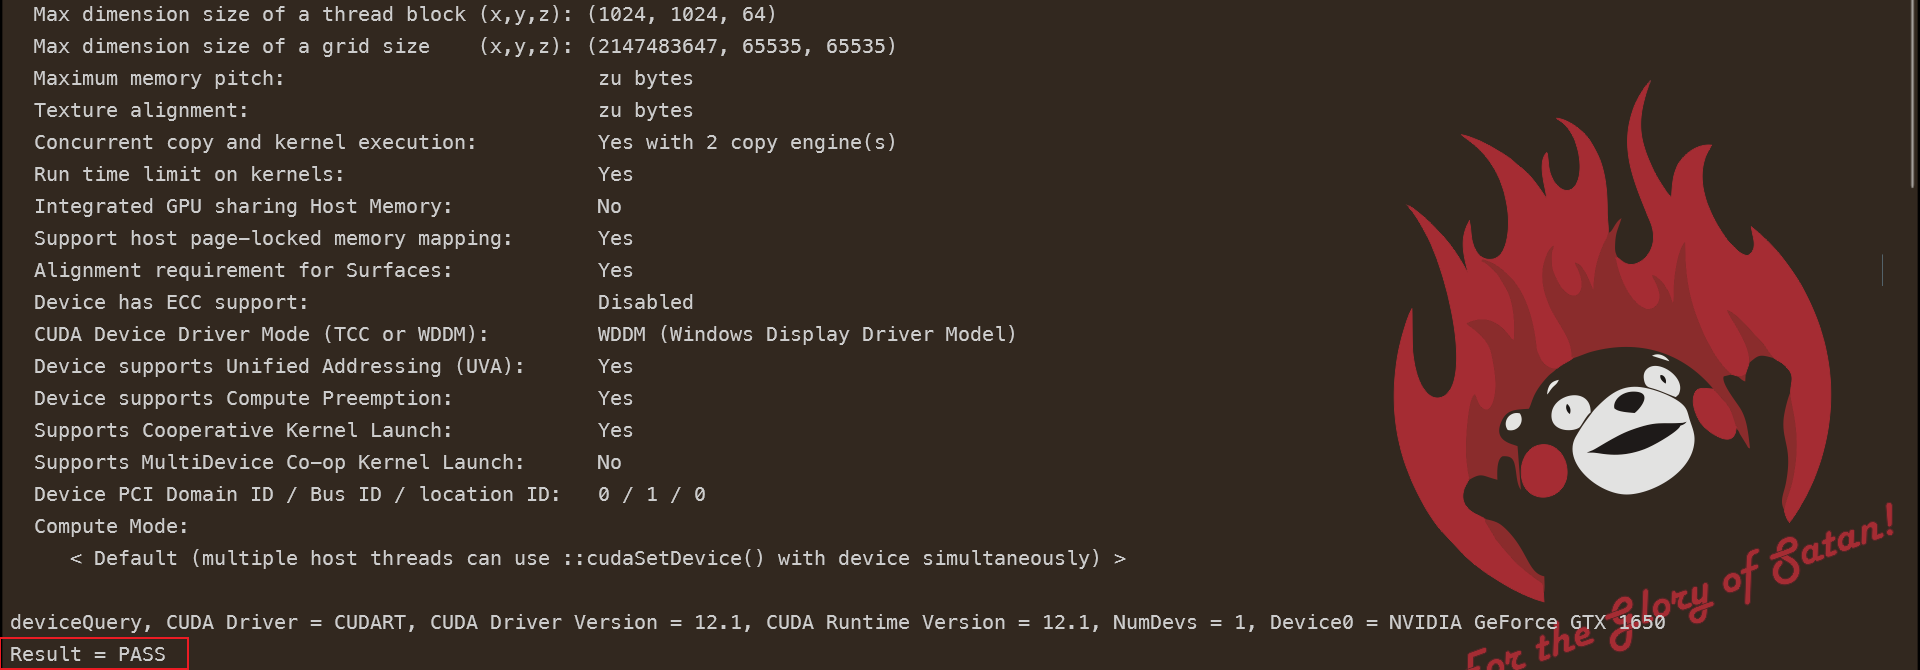 Max dimension size of a thread block (x,y,z): (1024, 1024, 64)
Max dimension size of a grid size    (x,y,z): (2147483647, 65535, 65535)
Maximum memory pitch:                          zu bytes
Texture alignment:                             zu bytes
Concurrent copy and kernel execution:          Yes with 2 copy engine(s)
Run time limit on kernels:                     Yes
Integrated GPU sharing Host Memory:            No
Support host page-locked memory mapping:       Yes
Alignment requirement for Surfaces:            Yes
Device has ECC support:                        Disabled
CUDA Device Driver Mode (TCC or WDDM):         WDDM (Windows Display Driver Model)
Device supports Unified Addressing (UVA):      Yes
Device supports Compute Preemption:            Yes
Supports Cooperative Kernel Launch:            Yes
Supports MultiDevice Co-op Kernel Launch:      No
Device PCI Domain ID / Bus ID / location ID:   0 / 1 / 0
Compute Mode:
< Default (multiple host threads can use ::cudaSetDevice() with device simultaneously) >
deviceQuery, CUDA Driver = CUDART, CUDA Driver Version = 12.1, CUDA Runtime Version = 12.1, NumDevs = 1, Device0 = NVIDIA GeForce GTX 1650
Result = PASS
For the Glory of Satan!